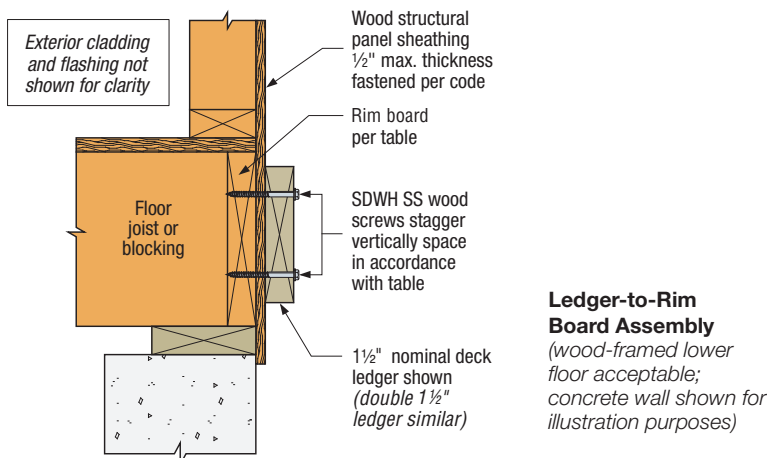 Exterior cladding
and flashing not
shown for clarity
Wood structural
panel sheathing
½" max. thickness
fastened per code
Rim board
per table
Floor
joist or
blocking
SDWH SS wood
screws stagger
vertically space
in accordance
with table
1½" nominal deck
ledger shown
(double 1½"
ledger similar)
Ledger-to-Rim
Board Assembly
(wood-framed lower
floor acceptable;
concrete wall shown for
illustration purposes)